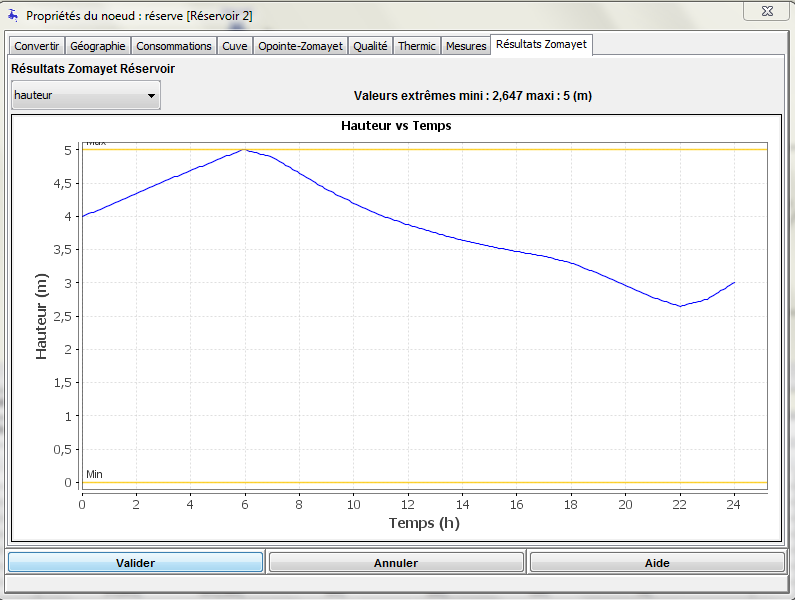 Propriétés du noeud : réserve [Réservoir 2]
Convertir Géographie Consommations Cuve Opointe-Zomayet Qualité Thermic Mesures Résultats Zomayet
Résultats Zomayet Réservoir
hauteur Valeurs extrêmes mini : 2,647 maxi : 5 (m)
Hauteur vs Temps
Max
5
4,5
4
3,5
3
2,5
2
1,5
1
0,5
0
Hauteur (m)
Min
0 2 4 6 8 10 12 14 16 18 20 22 24
Temps (h)
Valider Annuler Aide